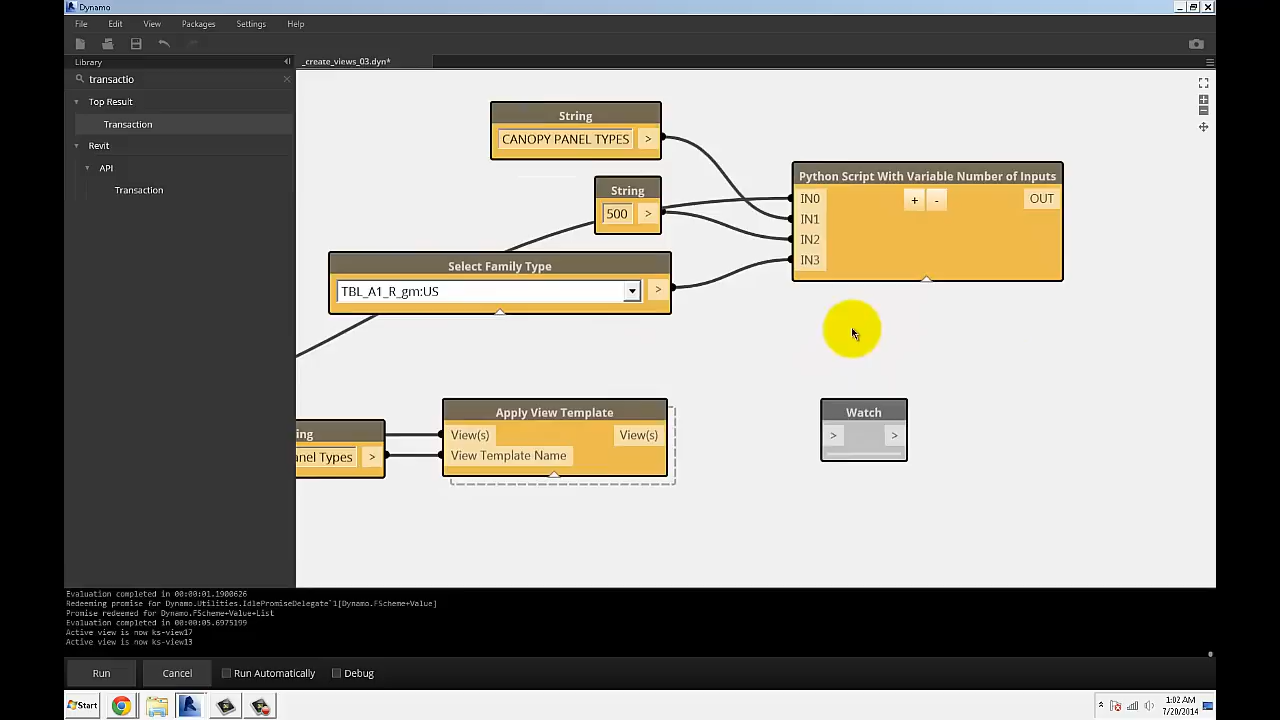 Dynamo
File Edit View Packages Settings Help
Library
_create_views_03.dyn*
transactio
Top Result
Transaction
Revit
API
Transaction
String
CANOPY PANEL TYPES >
String
500 >
Select Family Type
TBL_A1_R_gm:US >
Python Script With Variable Number of Inputs
IN0 + - OUT
IN1
IN2
IN3
ing
anel Types >
Apply View Template
View(s) View(s)
View Template Name
Watch
> >
Evaluation completed in 00:00:01.1900626
Redeeming promise for Dynamo.Utilities.IdlePromiseDelegate`1[Dynamo.FScheme+Value]
Promise redeemed for Dynamo.FScheme+Value+List
Evaluation completed in 00:00:05.6975199
Active view is now ks-view17
Active view is now ks-view13
Run Cancel Run Automatically Debug
Start
1:02 AM
7/20/2014